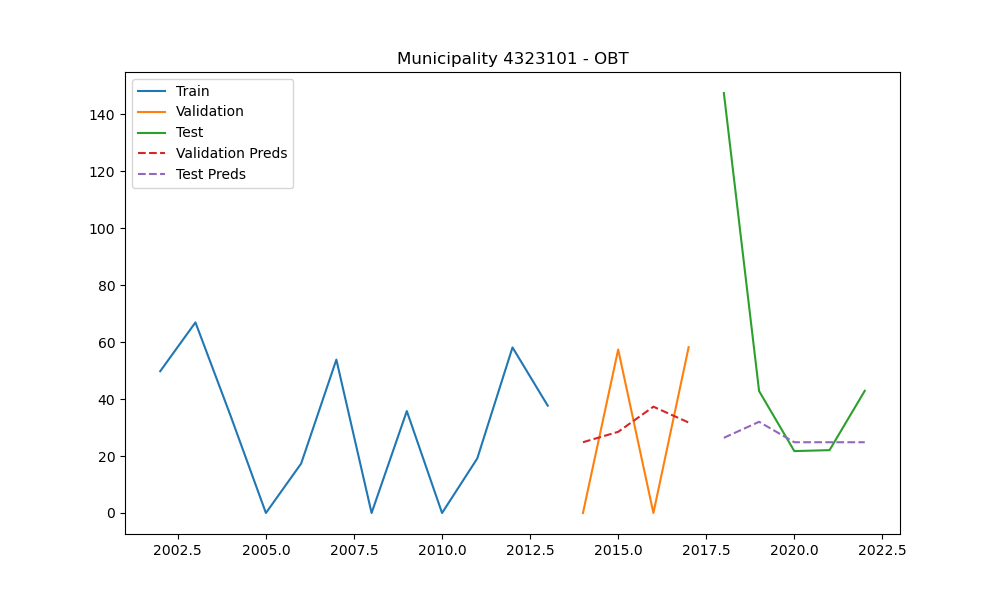 Municipality 4323101 - OBT
Train
Validation
Test
Validation Preds
Test Preds
140
120
100
80
60
40
20
0
2002.5 2005.0 2007.5 2010.0 2012.5 2015.0 2017.5 2020.0 2022.5